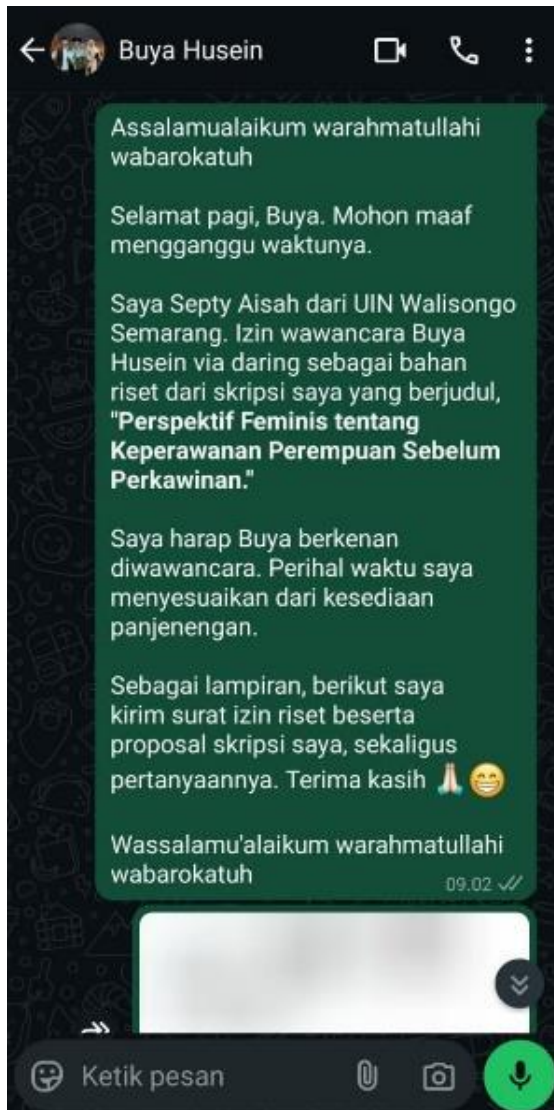 Buya Husein
Assalamualaikum warahmatullahi
wabarokatuh
Selamat pagi, Buya. Mohon maaf
mengganggu waktunya.
Saya Septy Aisah dari UIN Walisongo
Semarang. Izin wawancara Buya
Husein via daring sebagai bahan
riset dari skripsi saya yang berjudul,
"Perspektif Feminis tentang
Keperawanan Perempuan Sebelum
Perkawinan."
Saya harap Buya berkenan
diwawancara. Perihal waktu saya
menyesuaikan dari kesediaan
panjenengan.
Sebagai lampiran, berikut saya
kirim surat izin riset beserta
proposal skripsi saya, sekaligus
pertanyaannya. Terima kasih 🙏😁
Wassalamu'alaikum warahmatullahi
wabarokatuh
09.02
Ketik pesan